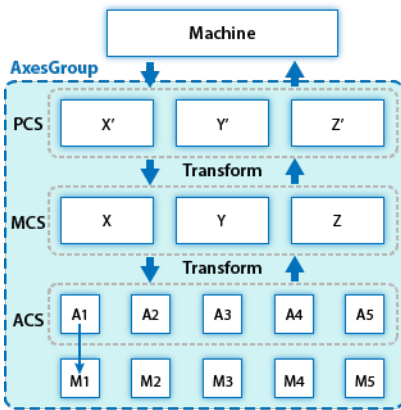 Machine
AxesGroup
PCS X’ Y’ Z’
Transform
MCS X Y Z
Transform
ACS A1 A2 A3 A4 A5
M1 M2 M3 M4 M5